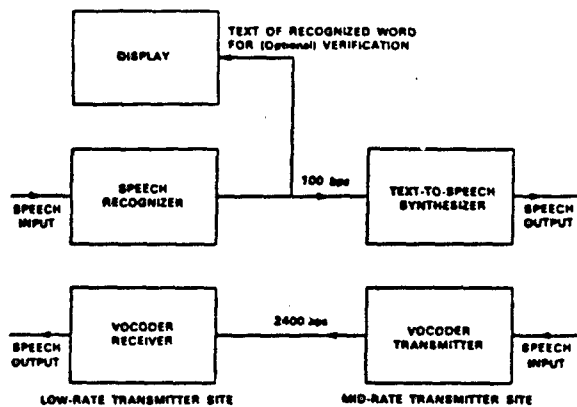 TEXT OF RECOGNIZED WORD
FOR (Optional) VERIFICATION
DISPLAY
SPEECH
INPUT
SPEECH
RECOGNIZER
100 bps
TEXT-TO-SPEECH
SYNTHESIZER
SPEECH
OUTPUT
SPEECH
OUTPUT
VOCODER
RECEIVER
2400 bps
VOCODER
TRANSMITTER
SPEECH
INPUT
LOW-RATE TRANSMITTER SITE
MID-RATE TRANSMITTER SITE